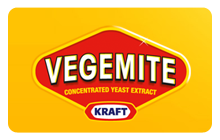 VEGEMITE
CONCENTRATED YEAST EXTRACT
KRAFT